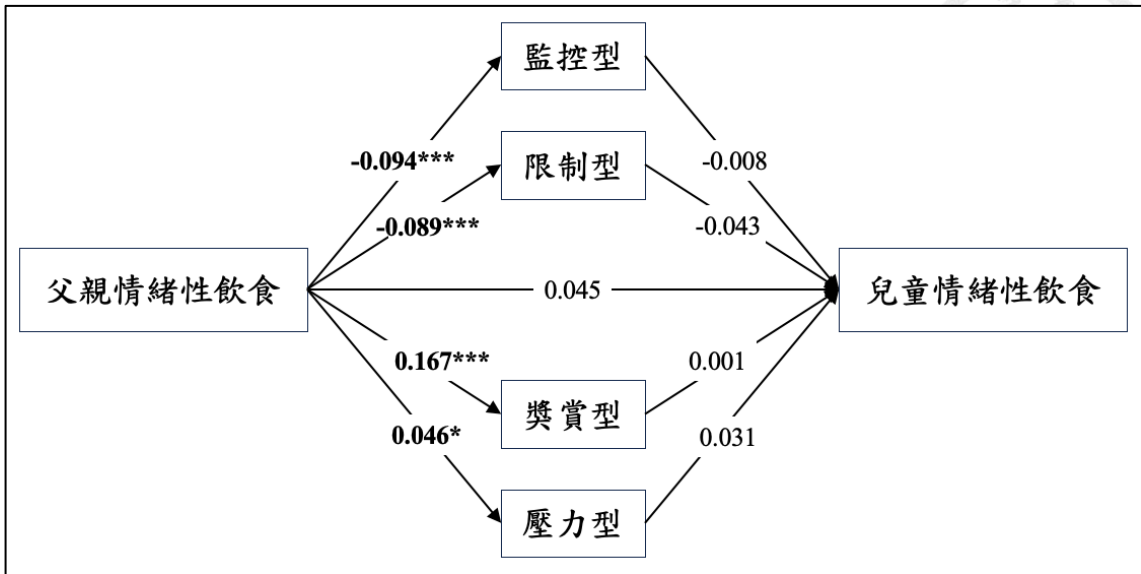 監控型
-0.094***
-0.008
限制型
-0.089***
-0.043
父親情緒性飲食
0.045
兒童情緒性飲食
0.167***
0.001
獎賞型
0.046*
0.031
壓力型